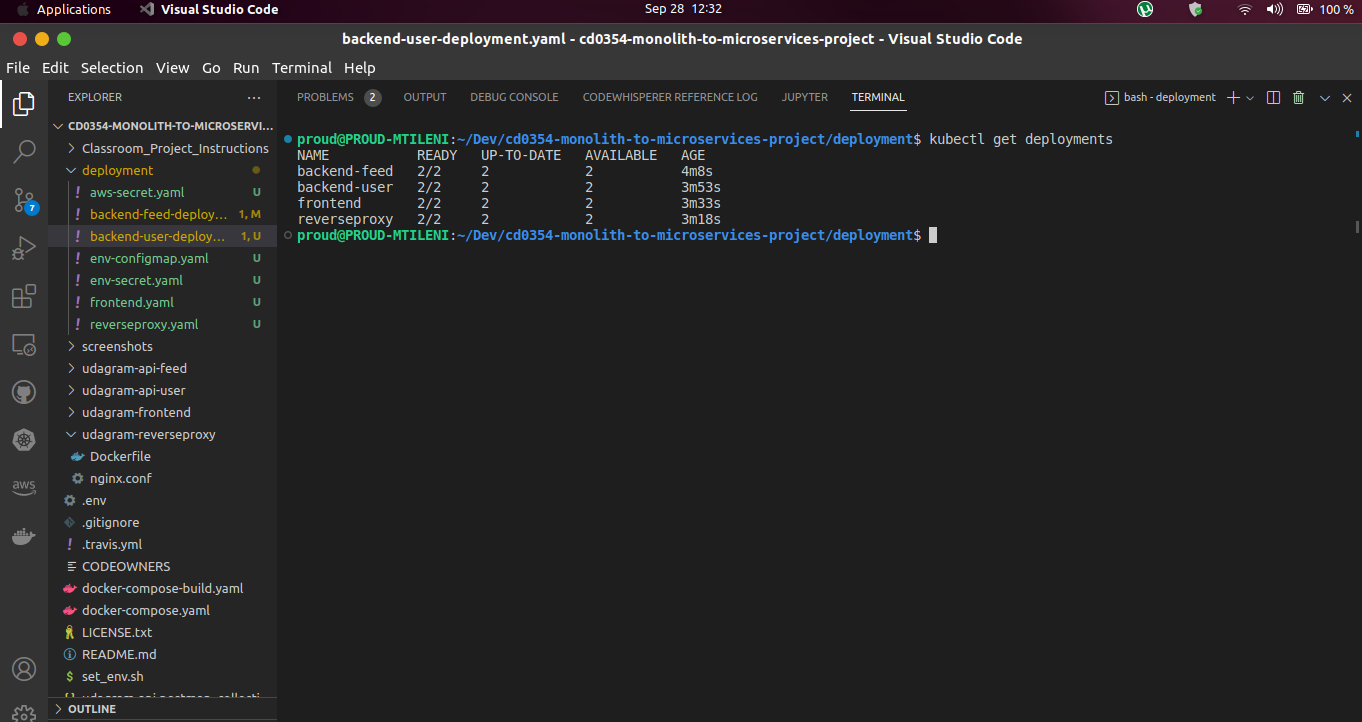 Applications Visual Studio Code Sep 28 12:32 100 %
backend-user-deployment.yaml - cd0354-monolith-to-microservices-project - Visual Studio Code
File Edit Selection View Go Run Terminal Help
EXPLORER ...
CD0354-MONOLITH-TO-MICROSERVI...
Classroom_Project_Instructions
deployment
aws-secret.yaml U
backend-feed-deploy... 1, M
backend-user-deploy... 1, U
env-configmap.yaml U
env-secret.yaml U
frontend.yaml U
reverseproxy.yaml U
screenshots
udagram-api-feed
udagram-api-user
udagram-frontend
udagram-reverseproxy
Dockerfile
nginx.conf
.env
.gitignore
.travis.yml
CODEOWNERS
docker-compose-build.yaml
docker-compose.yaml
LICENSE.txt
README.md
set_env.sh
OUTLINE
7
aws
PROBLEMS 2 OUTPUT DEBUG CONSOLE CODEWHISPERER REFERENCE LOG JUPYTER TERMINAL bash - deployment
proud@PROUD-MTILENI:~/Dev/cd0354-monolith-to-microservices-project/deployment$ kubectl get deployments
NAME READY UP-TO-DATE AVAILABLE AGE
backend-feed 2/2 2 2 4m8s
backend-user 2/2 2 2 3m53s
frontend 2/2 2 2 3m33s
reverseproxy 2/2 2 2 3m18s
proud@PROUD-MTILENI:~/Dev/cd0354-monolith-to-microservices-project/deployment$